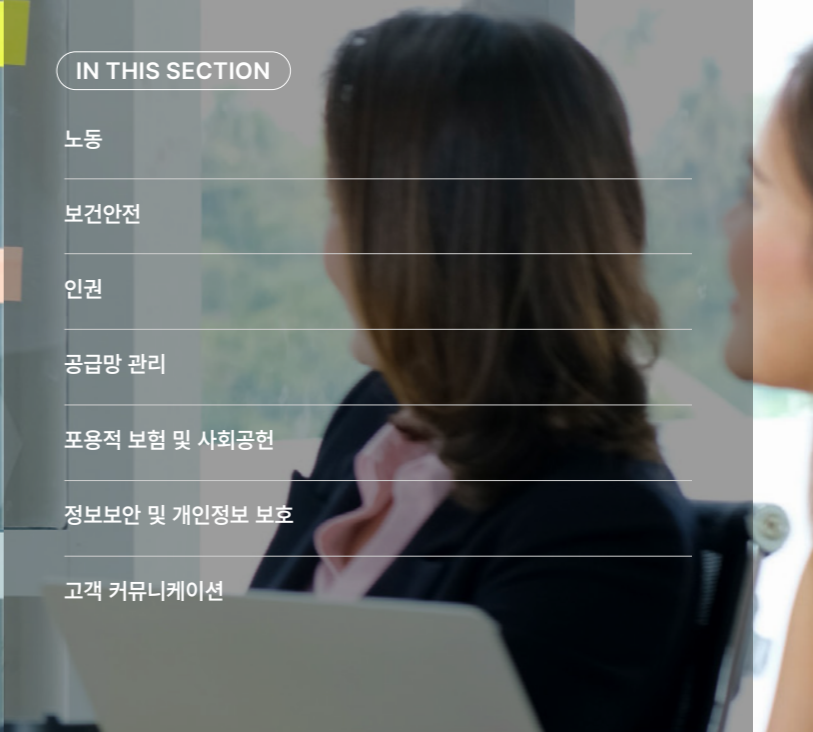 IN THIS SECTION
노동
보건안전
인권
공급망 관리
포용적 보험 및 사회공헌
정보보안 및 개인정보 보호
고객 커뮤니케이션